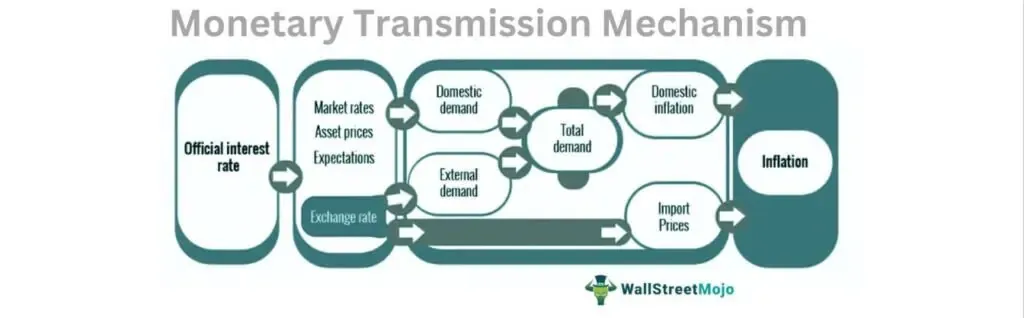 Monetary Transmission Mechanism
Official interest
rate
Market rates
Asset prices
Expectations
Exchange rate
Domestic
demand
External
demand
Total
demand
Domestic
inflation
Import
Prices
Inflation
WallStreetMojo